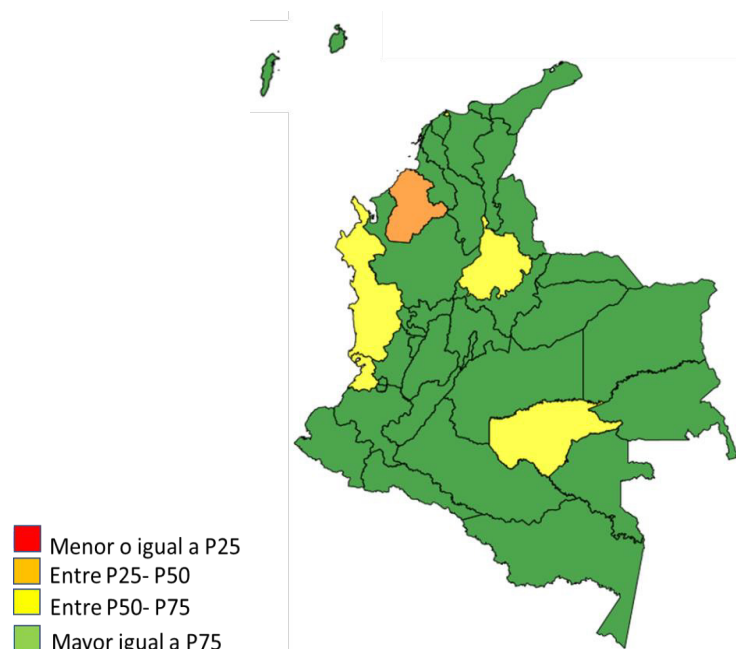 Menor o igual a P25
Entre P25- P50
Entre P50- P75
Mayor igual a P75